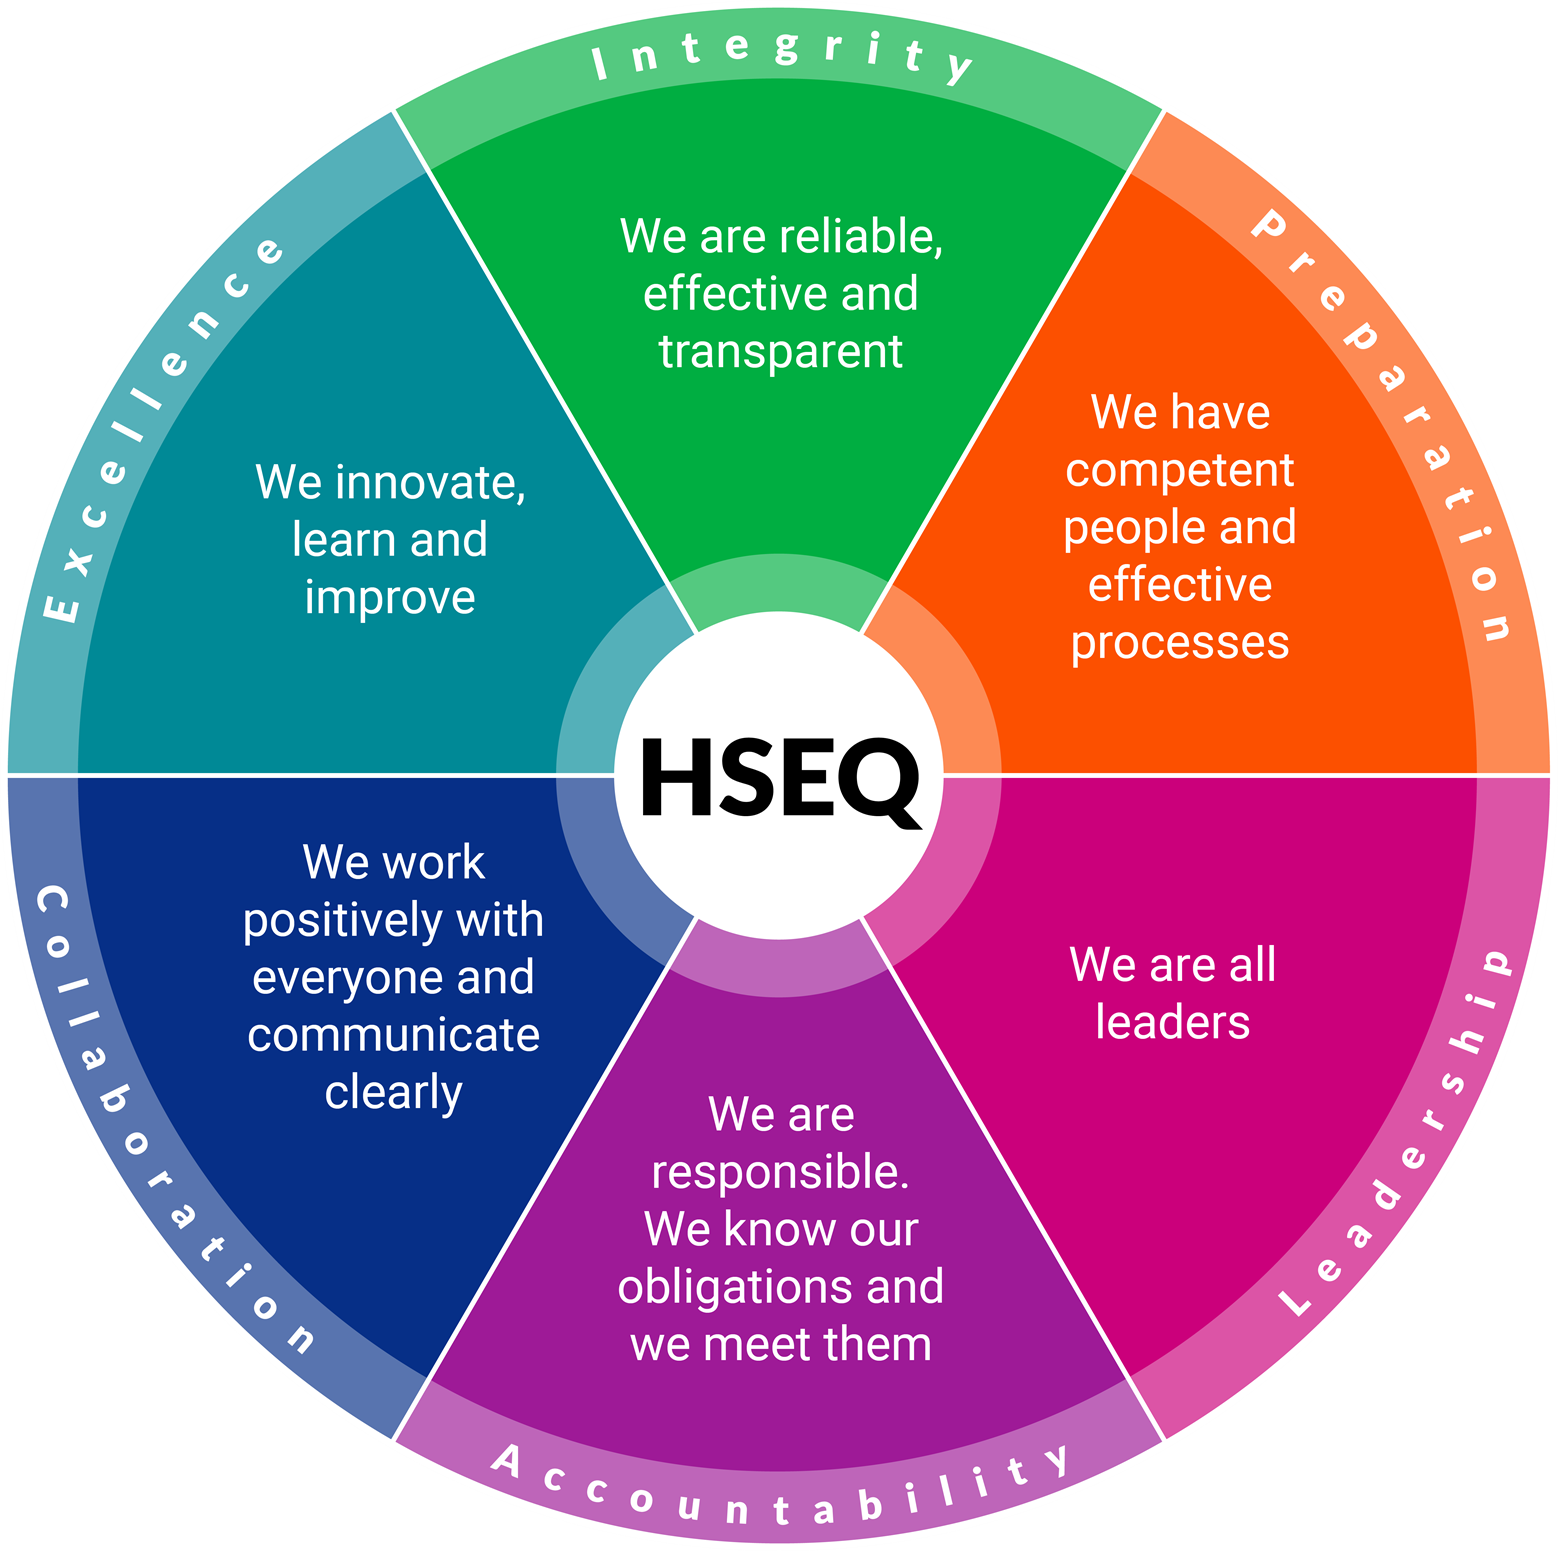 Integrity
We are reliable,
effective and
transparent
Preparation
We have
competent
people and
effective
processes
Leadership
We are all
leaders
Accountability
We are
responsible.
We know our
obligations and
we meet them
Collaboration
We work
positively with
everyone and
communicate
clearly
Excellence
We innovate,
learn and
improve
HSEQ